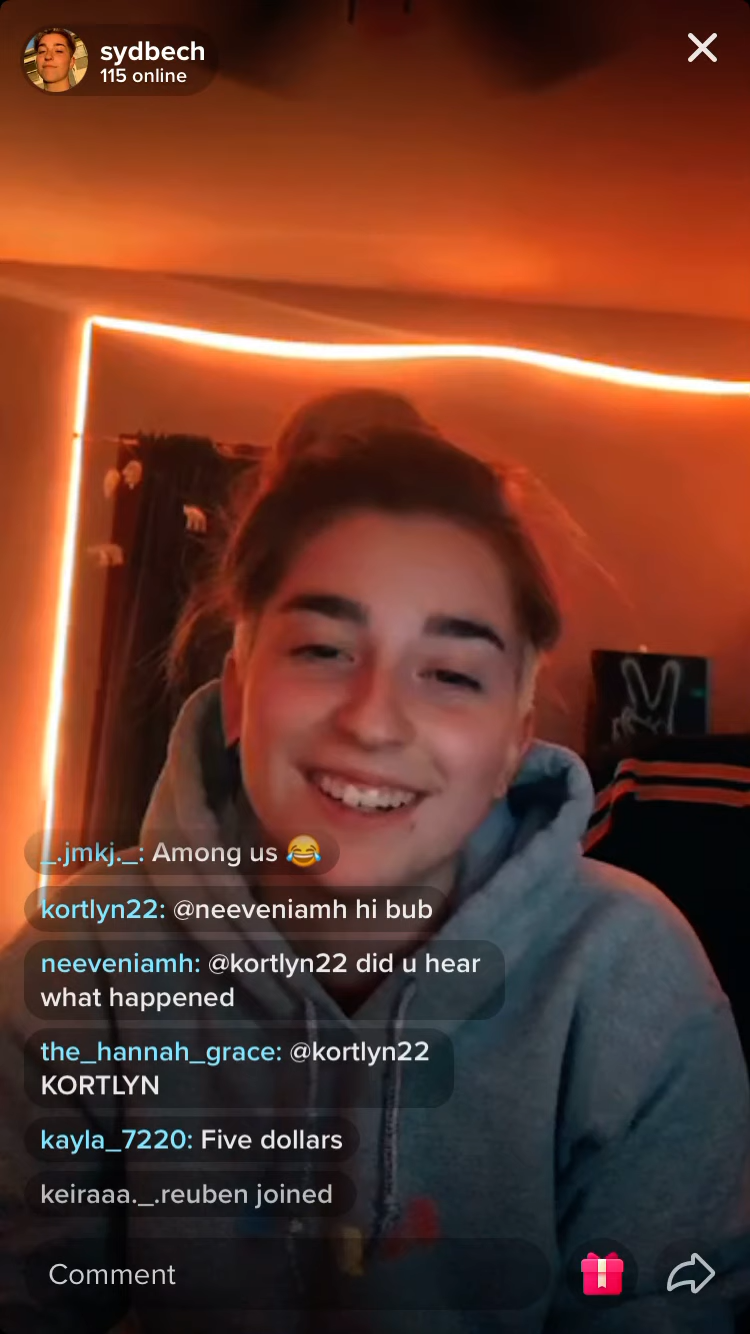 sydbech
115 online
_.jmkj._: Among us 😂
kortlyn22: @neeveniamh hi bub
neeveniamh: @kortlyn22 did u hear
what happened
the_hannah_grace: @kortlyn22
KORTLYN
kayla_7220: Five dollars
keiraaa._.reuben joined
Comment